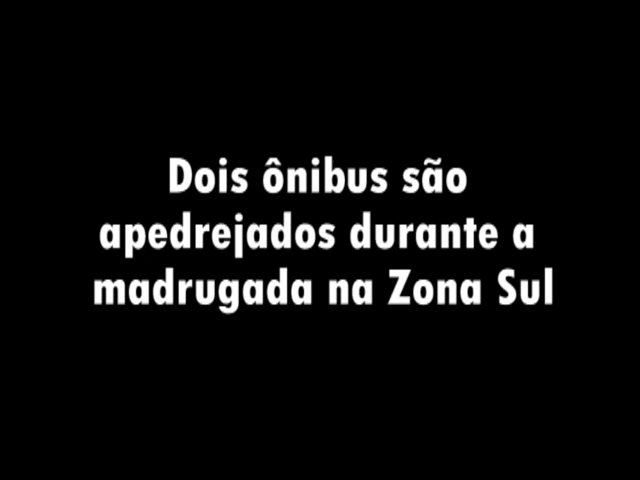 Dois ônibus são
apedrejados durante a
madrugada na Zona Sul